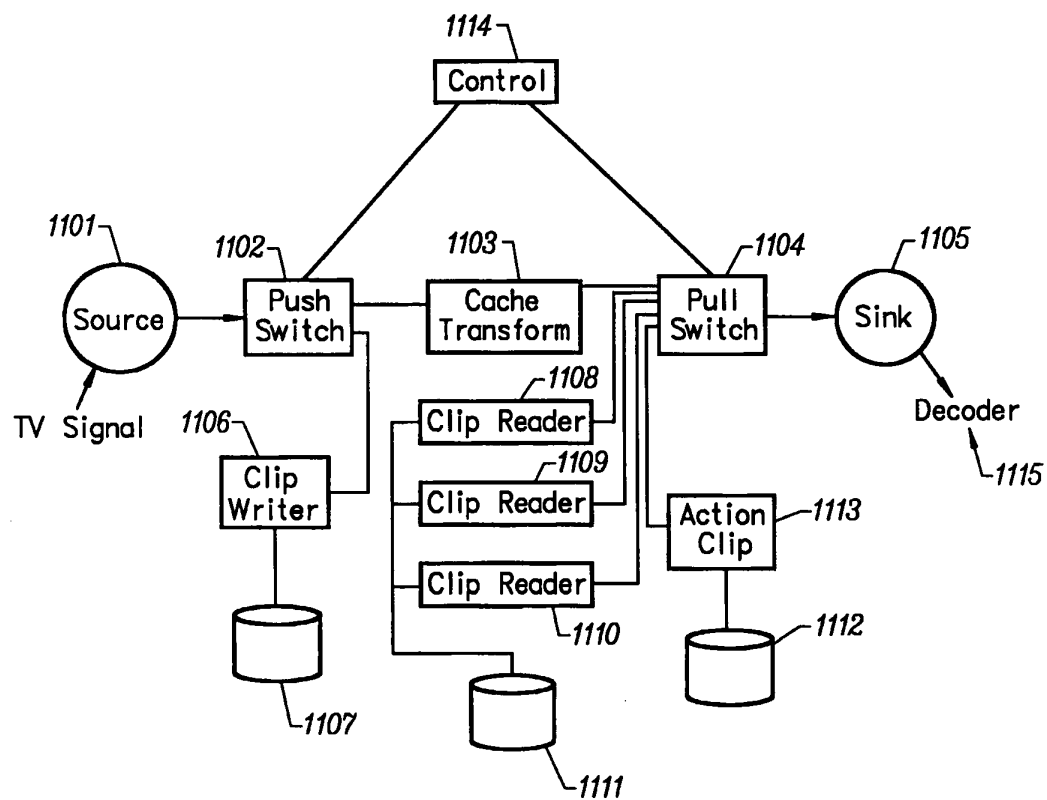 1114
Control
1101
1102
1103
1104
1105
Source
Push
Switch
Cache
Transform
Pull
Switch
Sink
TV Signal
1106
1108
Clip Reader
Decoder
1115
Clip
Writer
1109
Clip Reader
Action
Clip
1113
Clip Reader
1110
1112
1107
1111